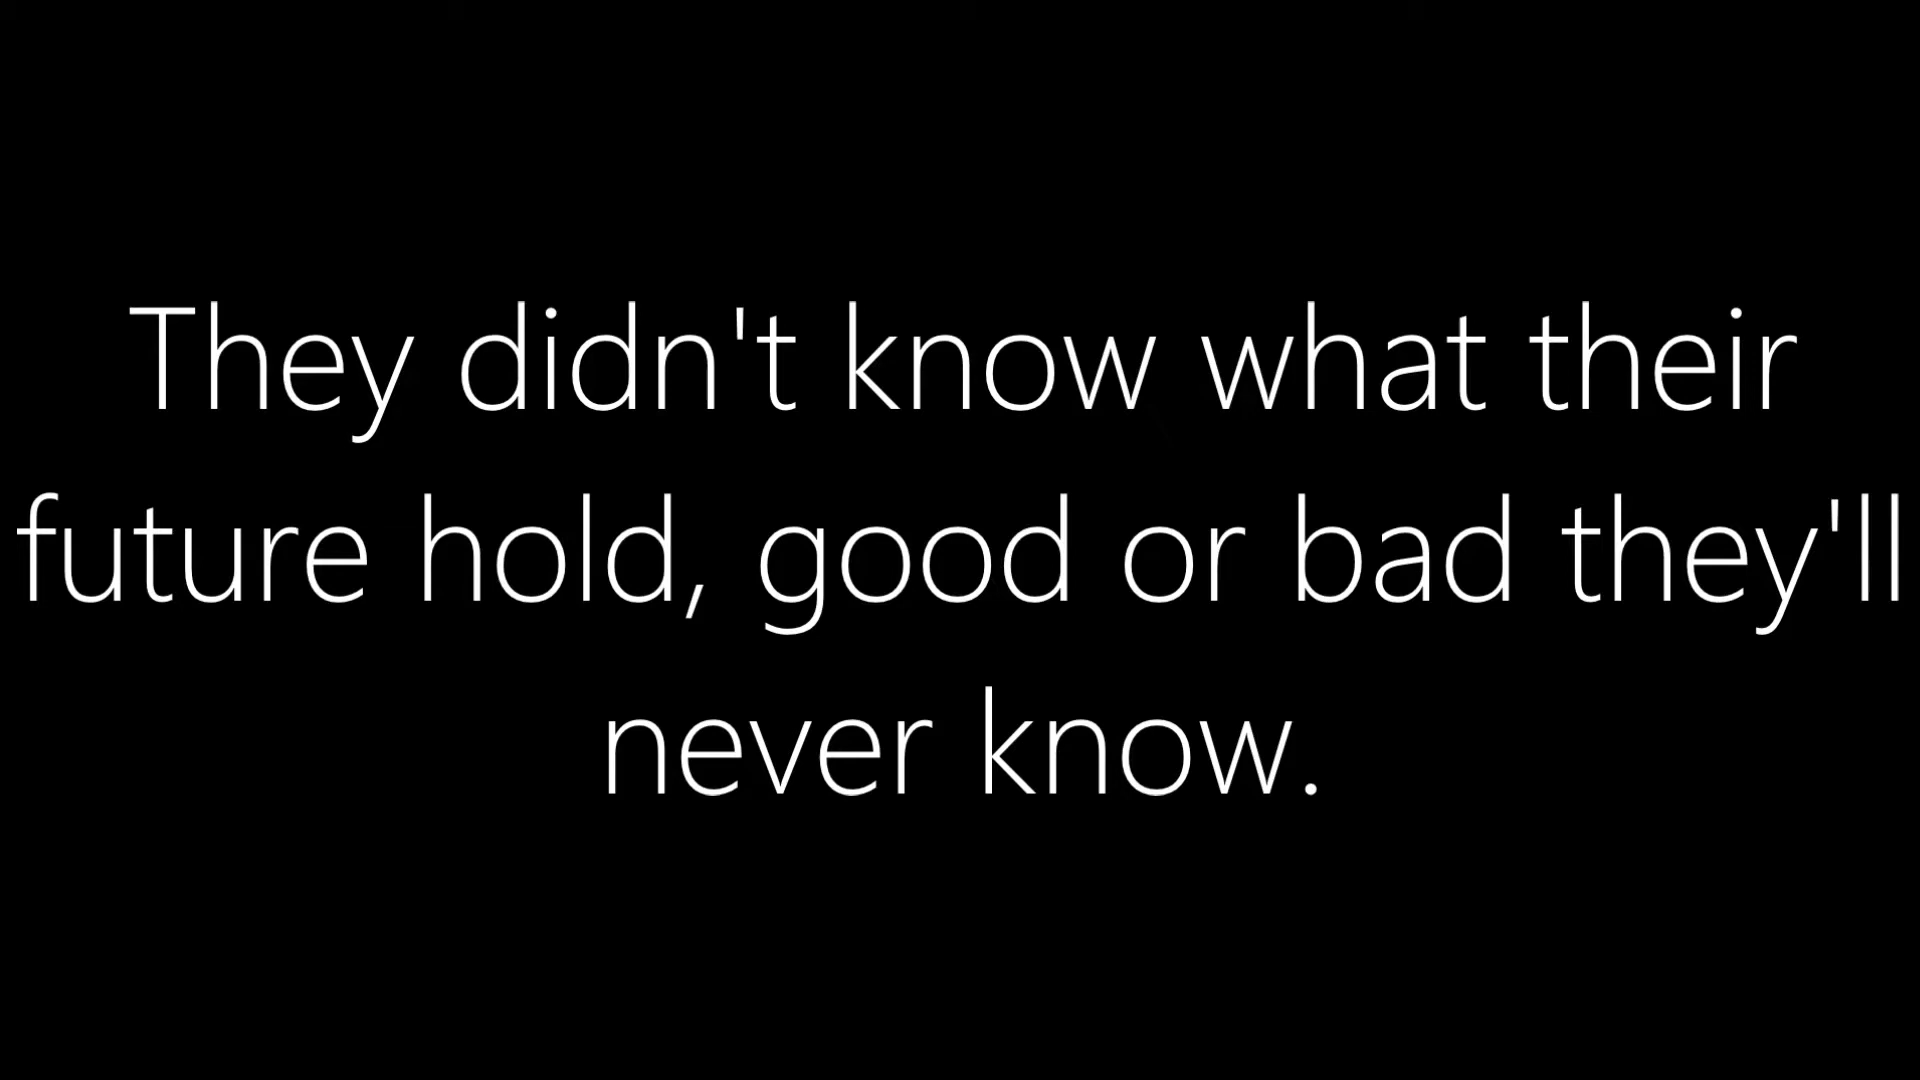 They didn't know what their
future hold, good or bad they'll
never know.